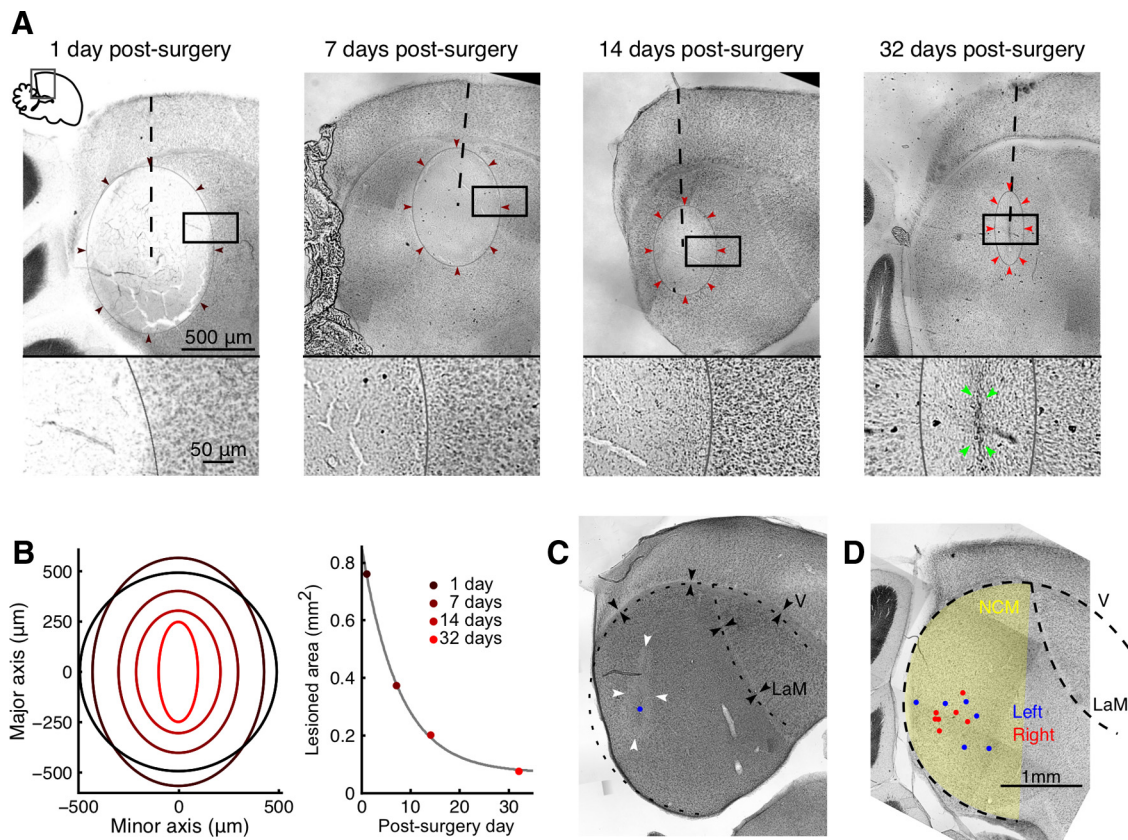 A
1 day post-surgery
7 days post-surgery
14 days post-surgery
32 days post-surgery
500 µm
50 µm
B
Major axis (µm)
500
250
0
−250
−500
−500
0
500
Minor axis (µm)
Lesioned area (mm2)
0.8
0.6
0.4
0.2
0
0
10
20
30
Post-surgery day
1 day
7 days
14 days
32 days
C
V
LaM
D
NCM
V
LaM
Left
Right
1mm